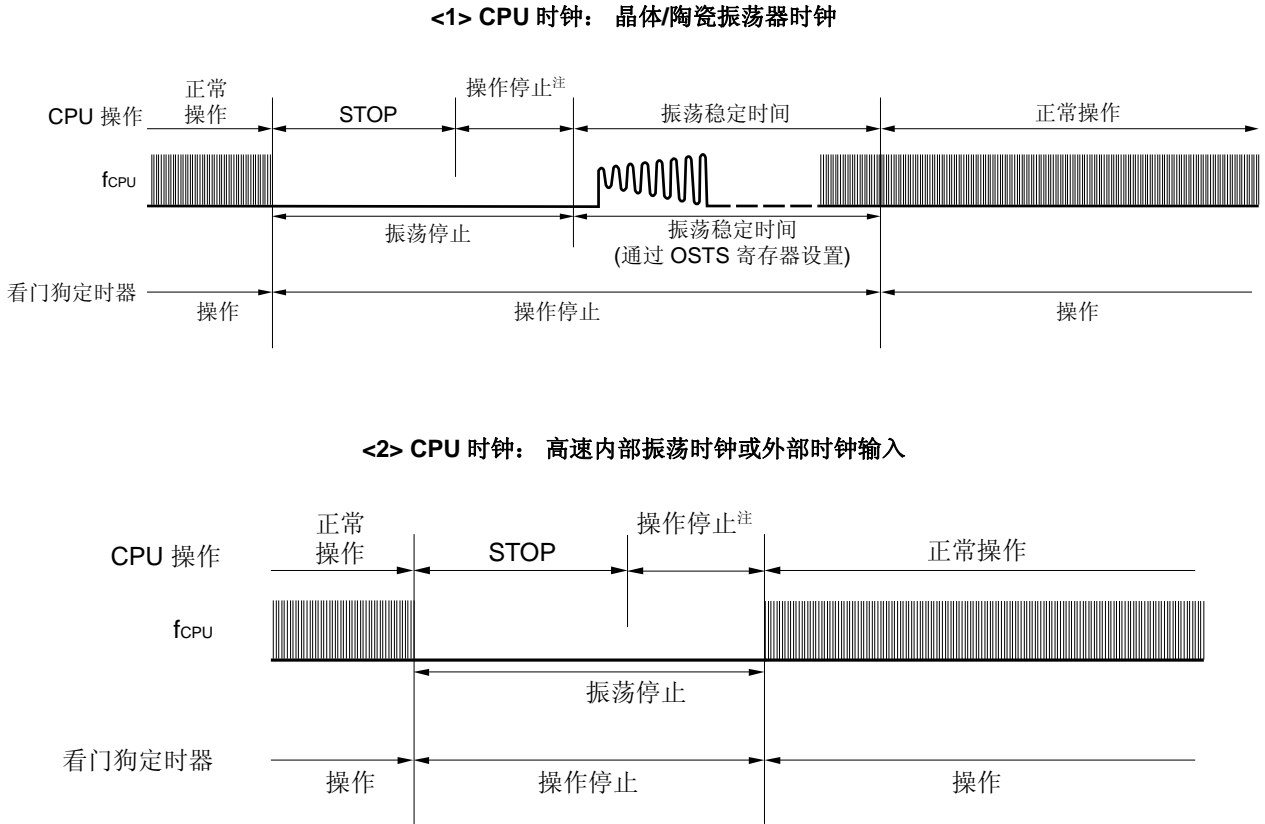 <1> CPU 时钟： 晶体/陶瓷振荡器时钟
正常
操作
操作停止注
CPU 操作
STOP
振荡稳定时间
正常操作
fCPU
振荡停止
振荡稳定时间
(通过 OSTS 寄存器设置)
看门狗定时器
操作
操作停止
操作
<2> CPU 时钟： 高速内部振荡时钟或外部时钟输入
正常
操作
操作停止注
CPU 操作
STOP
正常操作
fCPU
振荡停止
看门狗定时器
操作
操作停止
操作